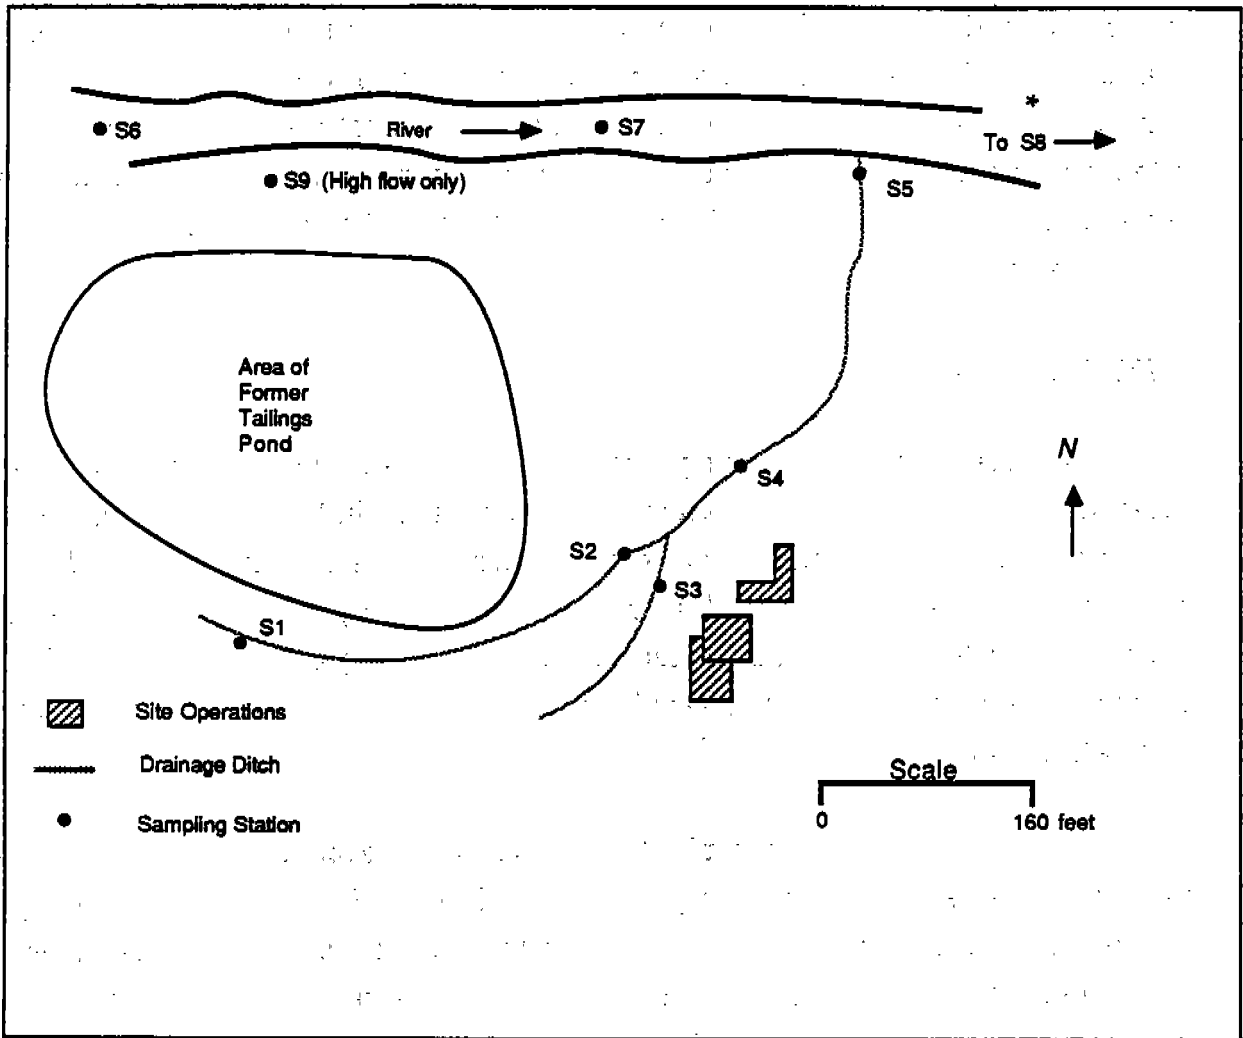 *
S6
River
S7
To S8
S9 (High flow only)
S5
Area of
Former
Tailings
Pond
N
S4
S2
S3
S1
Site Operations
Drainage Ditch
Scale
Sampling Station
0
160 feet